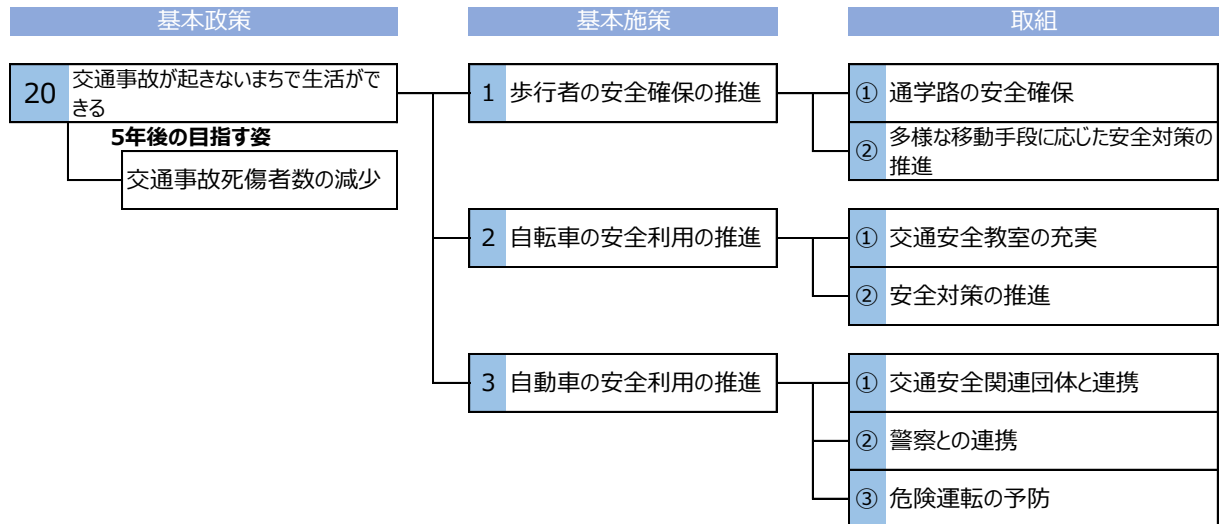 基本政策
基本施策
取組
20
交通事故が起きないまちで生活がで
きる
5年後の目指す姿
交通事故死傷者数の減少
1 歩行者の安全確保の推進
① 通学路の安全確保
② 多様な移動手段に応じた安全対策の
推進
2 自転車の安全利用の推進
① 交通安全教室の充実
② 安全対策の推進
3 自動車の安全利用の推進
① 交通安全関連団体と連携
② 警察との連携
③ 危険運転の予防